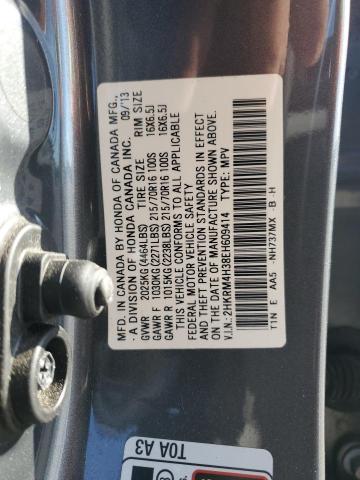 MFD. IN CANADA BY HONDA OF CANADA MFG.,
A DIVISION OF HONDA CANADA INC. 09/13
TIRE SIZE RIM SIZE
GVWR 2025KG(4464LBS)
GAWR F 1030KG(2271LBS) 215/70R16 100S 16X6.5J
GAWR R 1015KG(2238LBS) 215/70R16 100S 16X6.5J
THIS VEHICLE CONFORMS TO ALL APPLICABLE
FEDERAL MOTOR VEHICLE SAFETY
AND THEFT PREVENTION STANDARDS IN EFFECT
ON THE DATE OF MANUFACTURE SHOWN ABOVE.
V.I.N.: 2HKRM4H38EH609414 TYPE: MPV
T1N E AA5 NH737MX -B -H
T0A A3